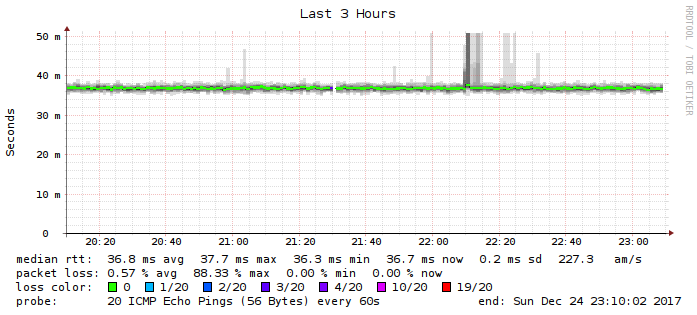 Last 3 Hours
RRDTOOL / TOBI OETIKER
Seconds
50 m
40 m
30 m
20 m
10 m
0
20:20 20:40 21:00 21:20 21:40 22:00 22:20 22:40 23:00
median rtt: 36.8 ms avg 37.7 ms max 36.3 ms min 36.7 ms now 0.2 ms sd 227.3 am/s
packet loss: 0.57 % avg 88.33 % max 0.00 % min 0.00 % now
loss color: 0 1/20 2/20 3/20 4/20 10/20 19/20
probe: 20 ICMP Echo Pings (56 Bytes) every 60s end: Sun Dec 24 23:10:02 2017